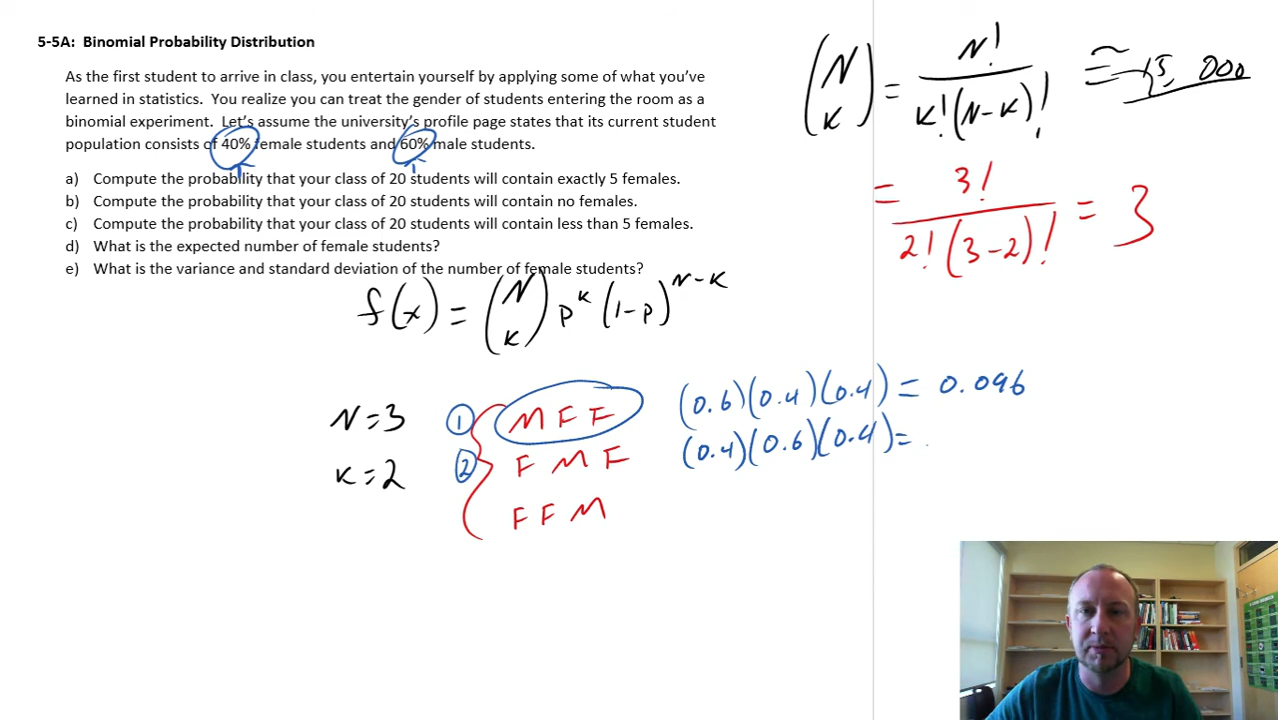 5-5A: Binomial Probability Distribution
As the first student to arrive in class, you entertain yourself by applying some of what you've
learned in statistics. You realize you can treat the gender of students entering the room as a
binomial experiment. Let's assume the university's profile page states that its current student
population consists of 40% female students and 60% male students.
a) Compute the probability that your class of 20 students will contain exactly 5 females.
b) Compute the probability that your class of 20 students will contain no females.
c) Compute the probability that your class of 20 students will contain less than 5 females.
d) What is the expected number of female students?
e) What is the variance and standard deviation of the number of female students?
(N K) = N! / K!(N-K)! ≅ 15,000
= 3! / 2!(3-2)! = 3
f(x) = (N K) p^K (1-p)^N-K
N=3
K=2
① M F F (0.6)(0.4)(0.4) = 0.096
② F M F (0.4)(0.6)(0.4) =
F F M